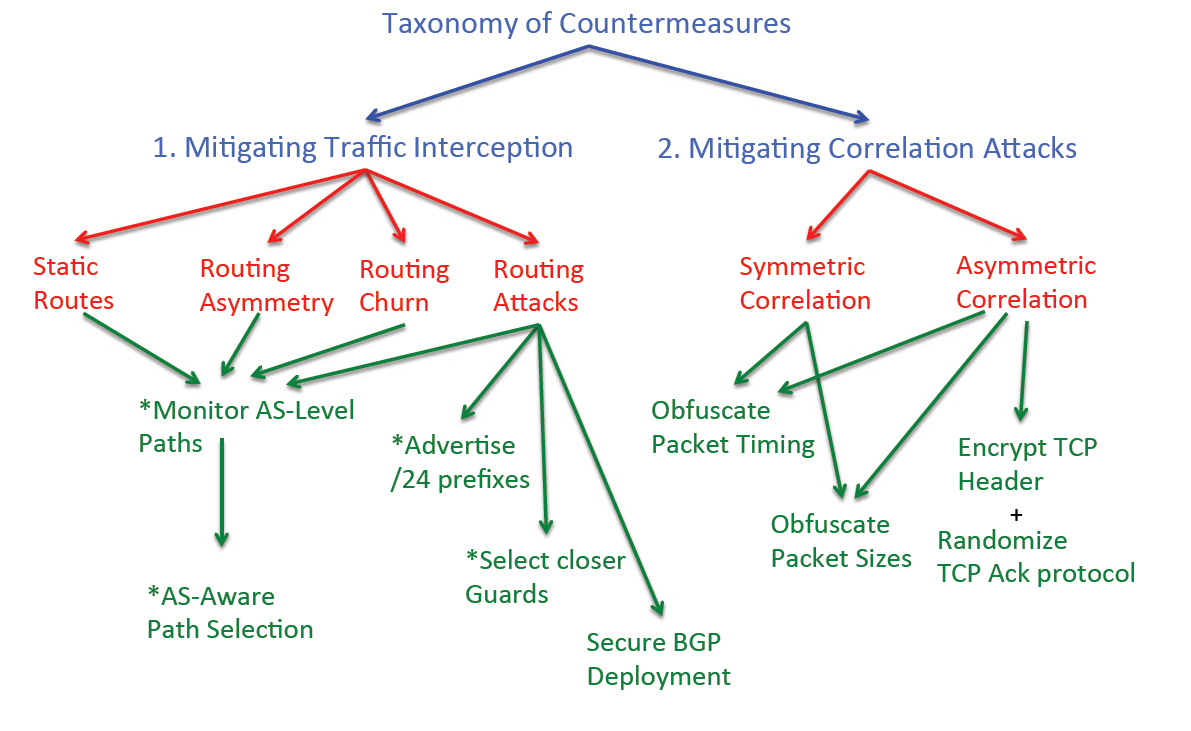 Taxonomy of Countermeasures
1. Mitigating Traffic Interception
2. Mitigating Correlation Attacks
Static
Routes
Routing
Asymmetry
Routing
Churn
Routing
Attacks
Symmetric
Correlation
Asymmetric
Correlation
*Monitor AS-Level
Paths
*Advertise
/24 prefixes
Obfuscate
Packet Timing
Encrypt TCP
Header
+
Randomize
TCP Ack protocol
Obfuscate
Packet Sizes
*Select closer
Guards
*AS-Aware
Path Selection
Secure BGP
Deployment